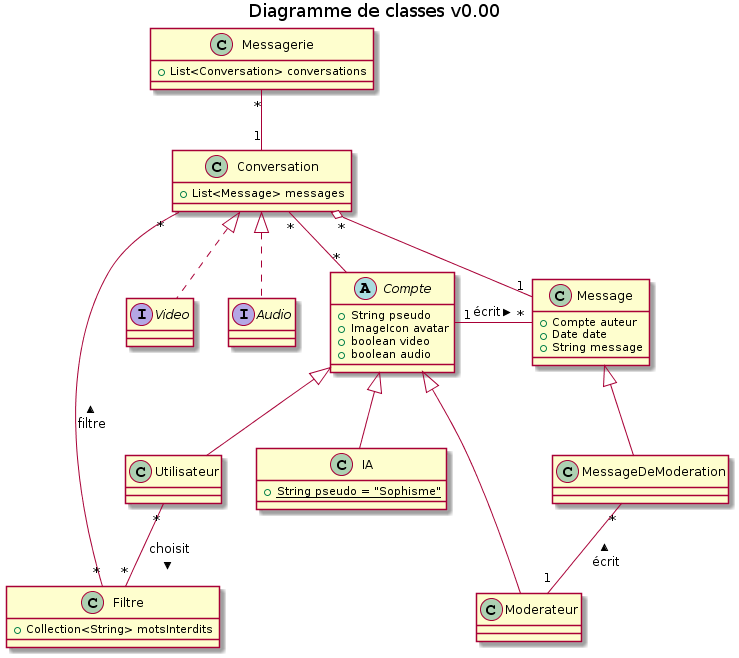 Diagramme de classes v0.00
C Messagerie
List<Conversation> conversations
*
1
C Conversation
List<Message> messages
* * *
*
1
I Video
I Audio
A Compte
String pseudo
ImageIcon avatar
boolean video
boolean audio
1 écrit ▶ *
C Message
Compte auteur
Date date
String message
▲
filtre
C Utilisateur
C IA
String pseudo = "Sophisme"
C MessageDeModeration
*
choisit
▼
* *
*
▲
écrit
1
C Filtre
Collection<String> motsInterdits
C Moderateur